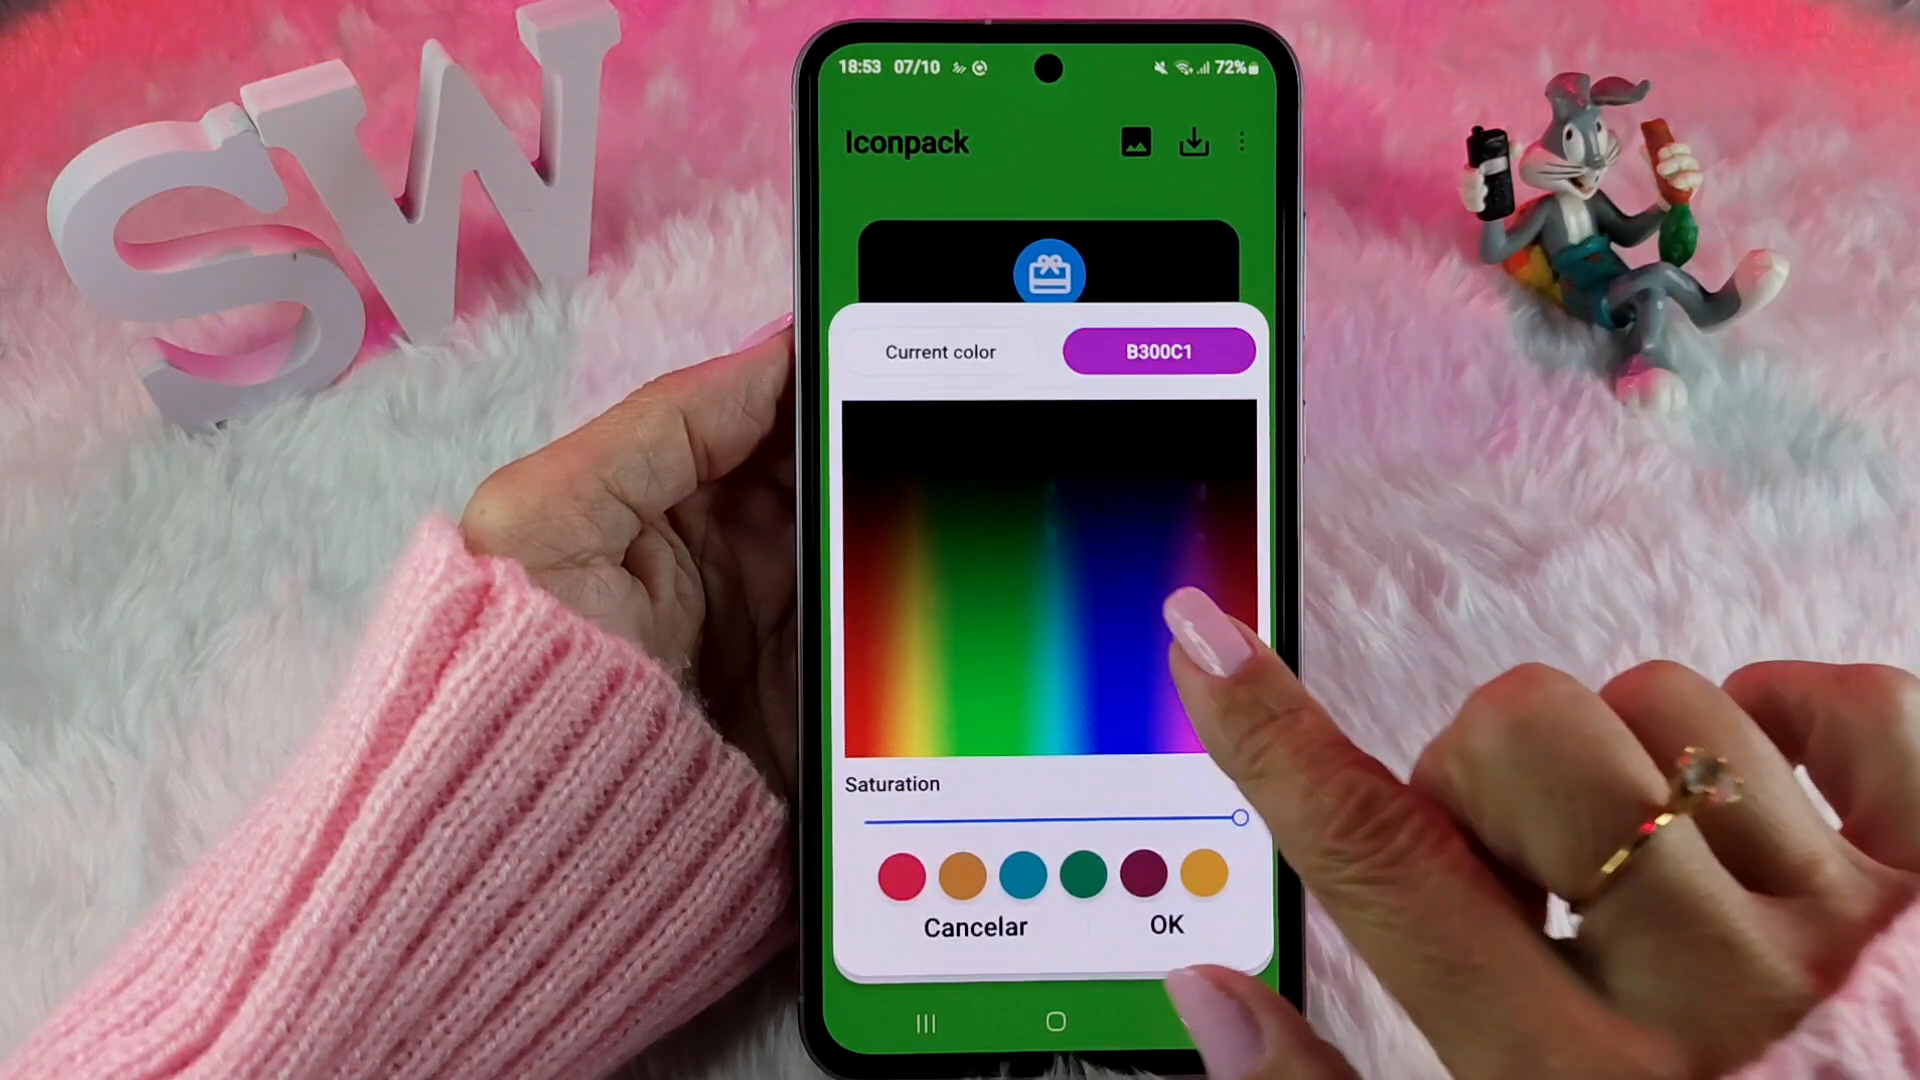 SW
18:53 07/10 72%
Iconpack
Current color B300C1
Saturation
Cancelar OK